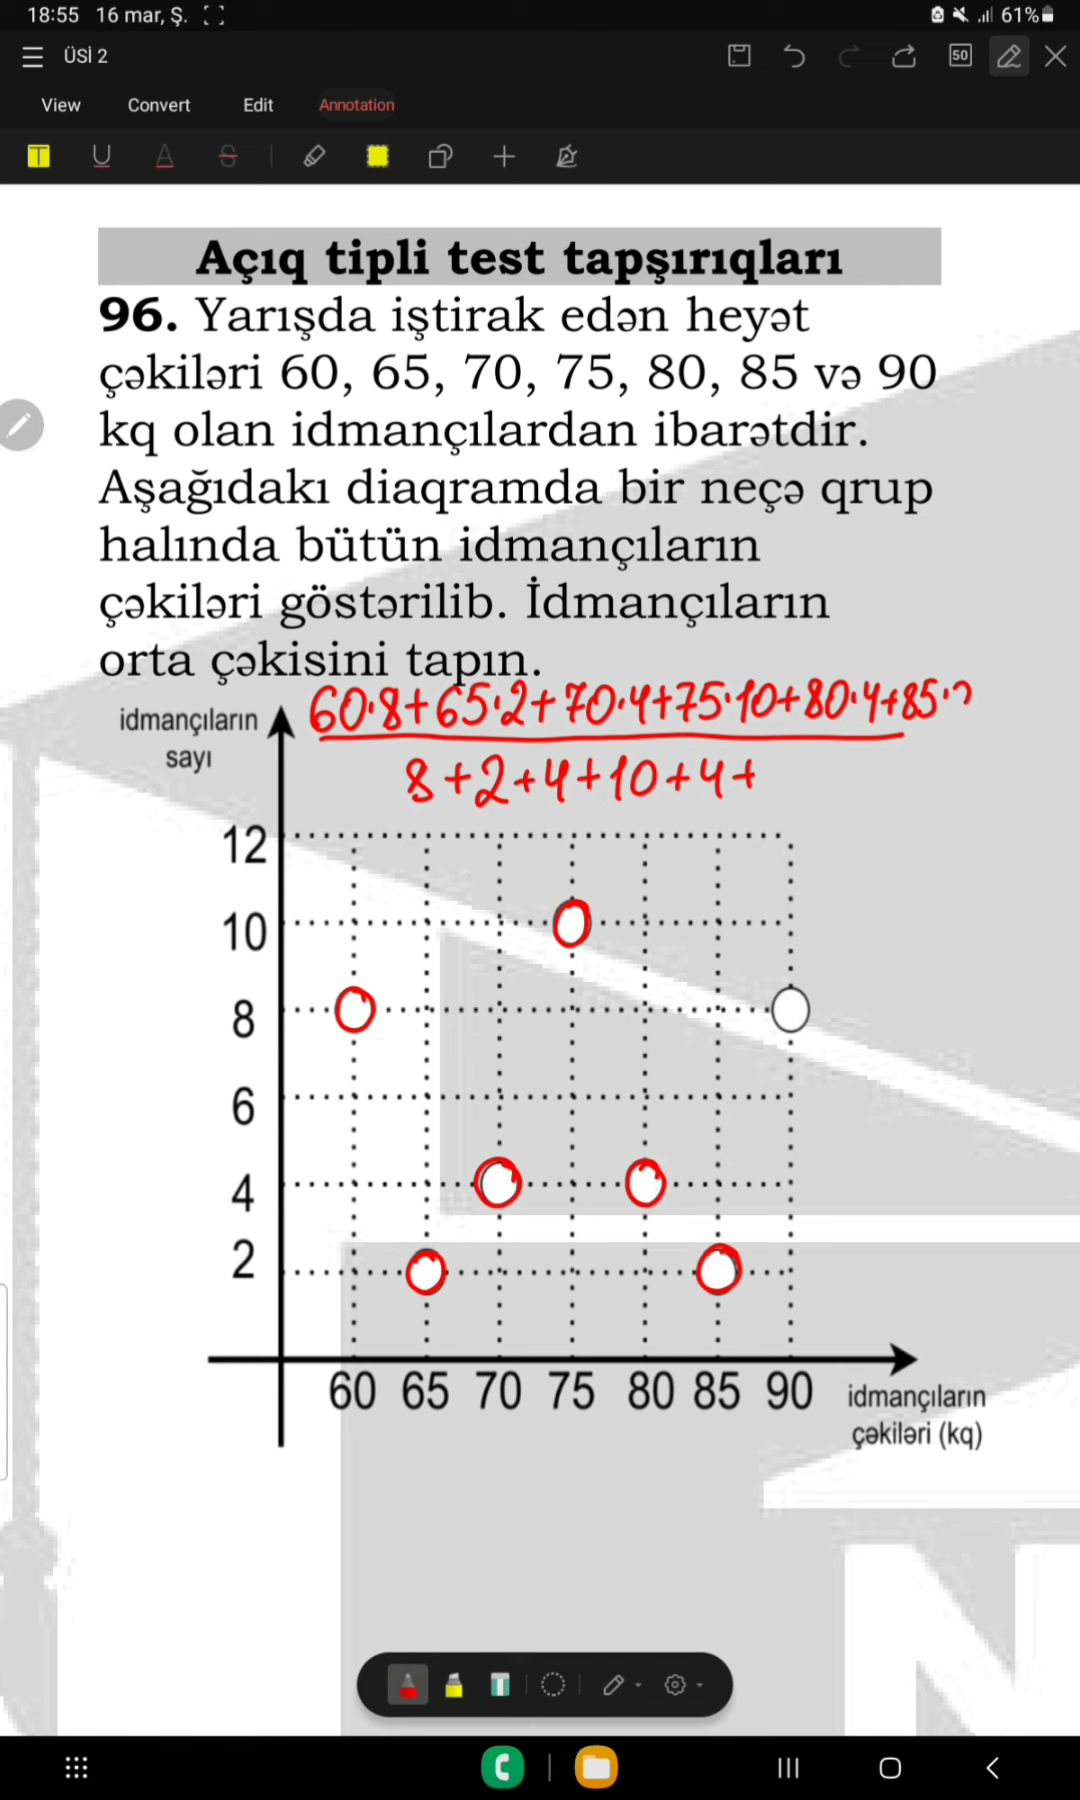 18:55 16 mar, Ş. 61%
ÜSİ 2 50
View Convert Edit Annotation
T U A S
Açıq tipli test tapşırıqları
96. Yarışda iştirak edən heyət
çəkiləri 60, 65, 70, 75, 80, 85 və 90
kq olan idmançılardan ibarətdir.
Aşağıdakı diaqramda bir neçə qrup
halında bütün idmançıların
çəkiləri göstərilib. İdmançıların
orta çəkisini tapın.
60·8+65·2+70·4+75·10+80·4+85·2
8+2+4+10+4+
idmançıların
sayı
12
10
8
6
4
2
60 65 70 75 80 85 90
idmançıların
çəkiləri (kq)